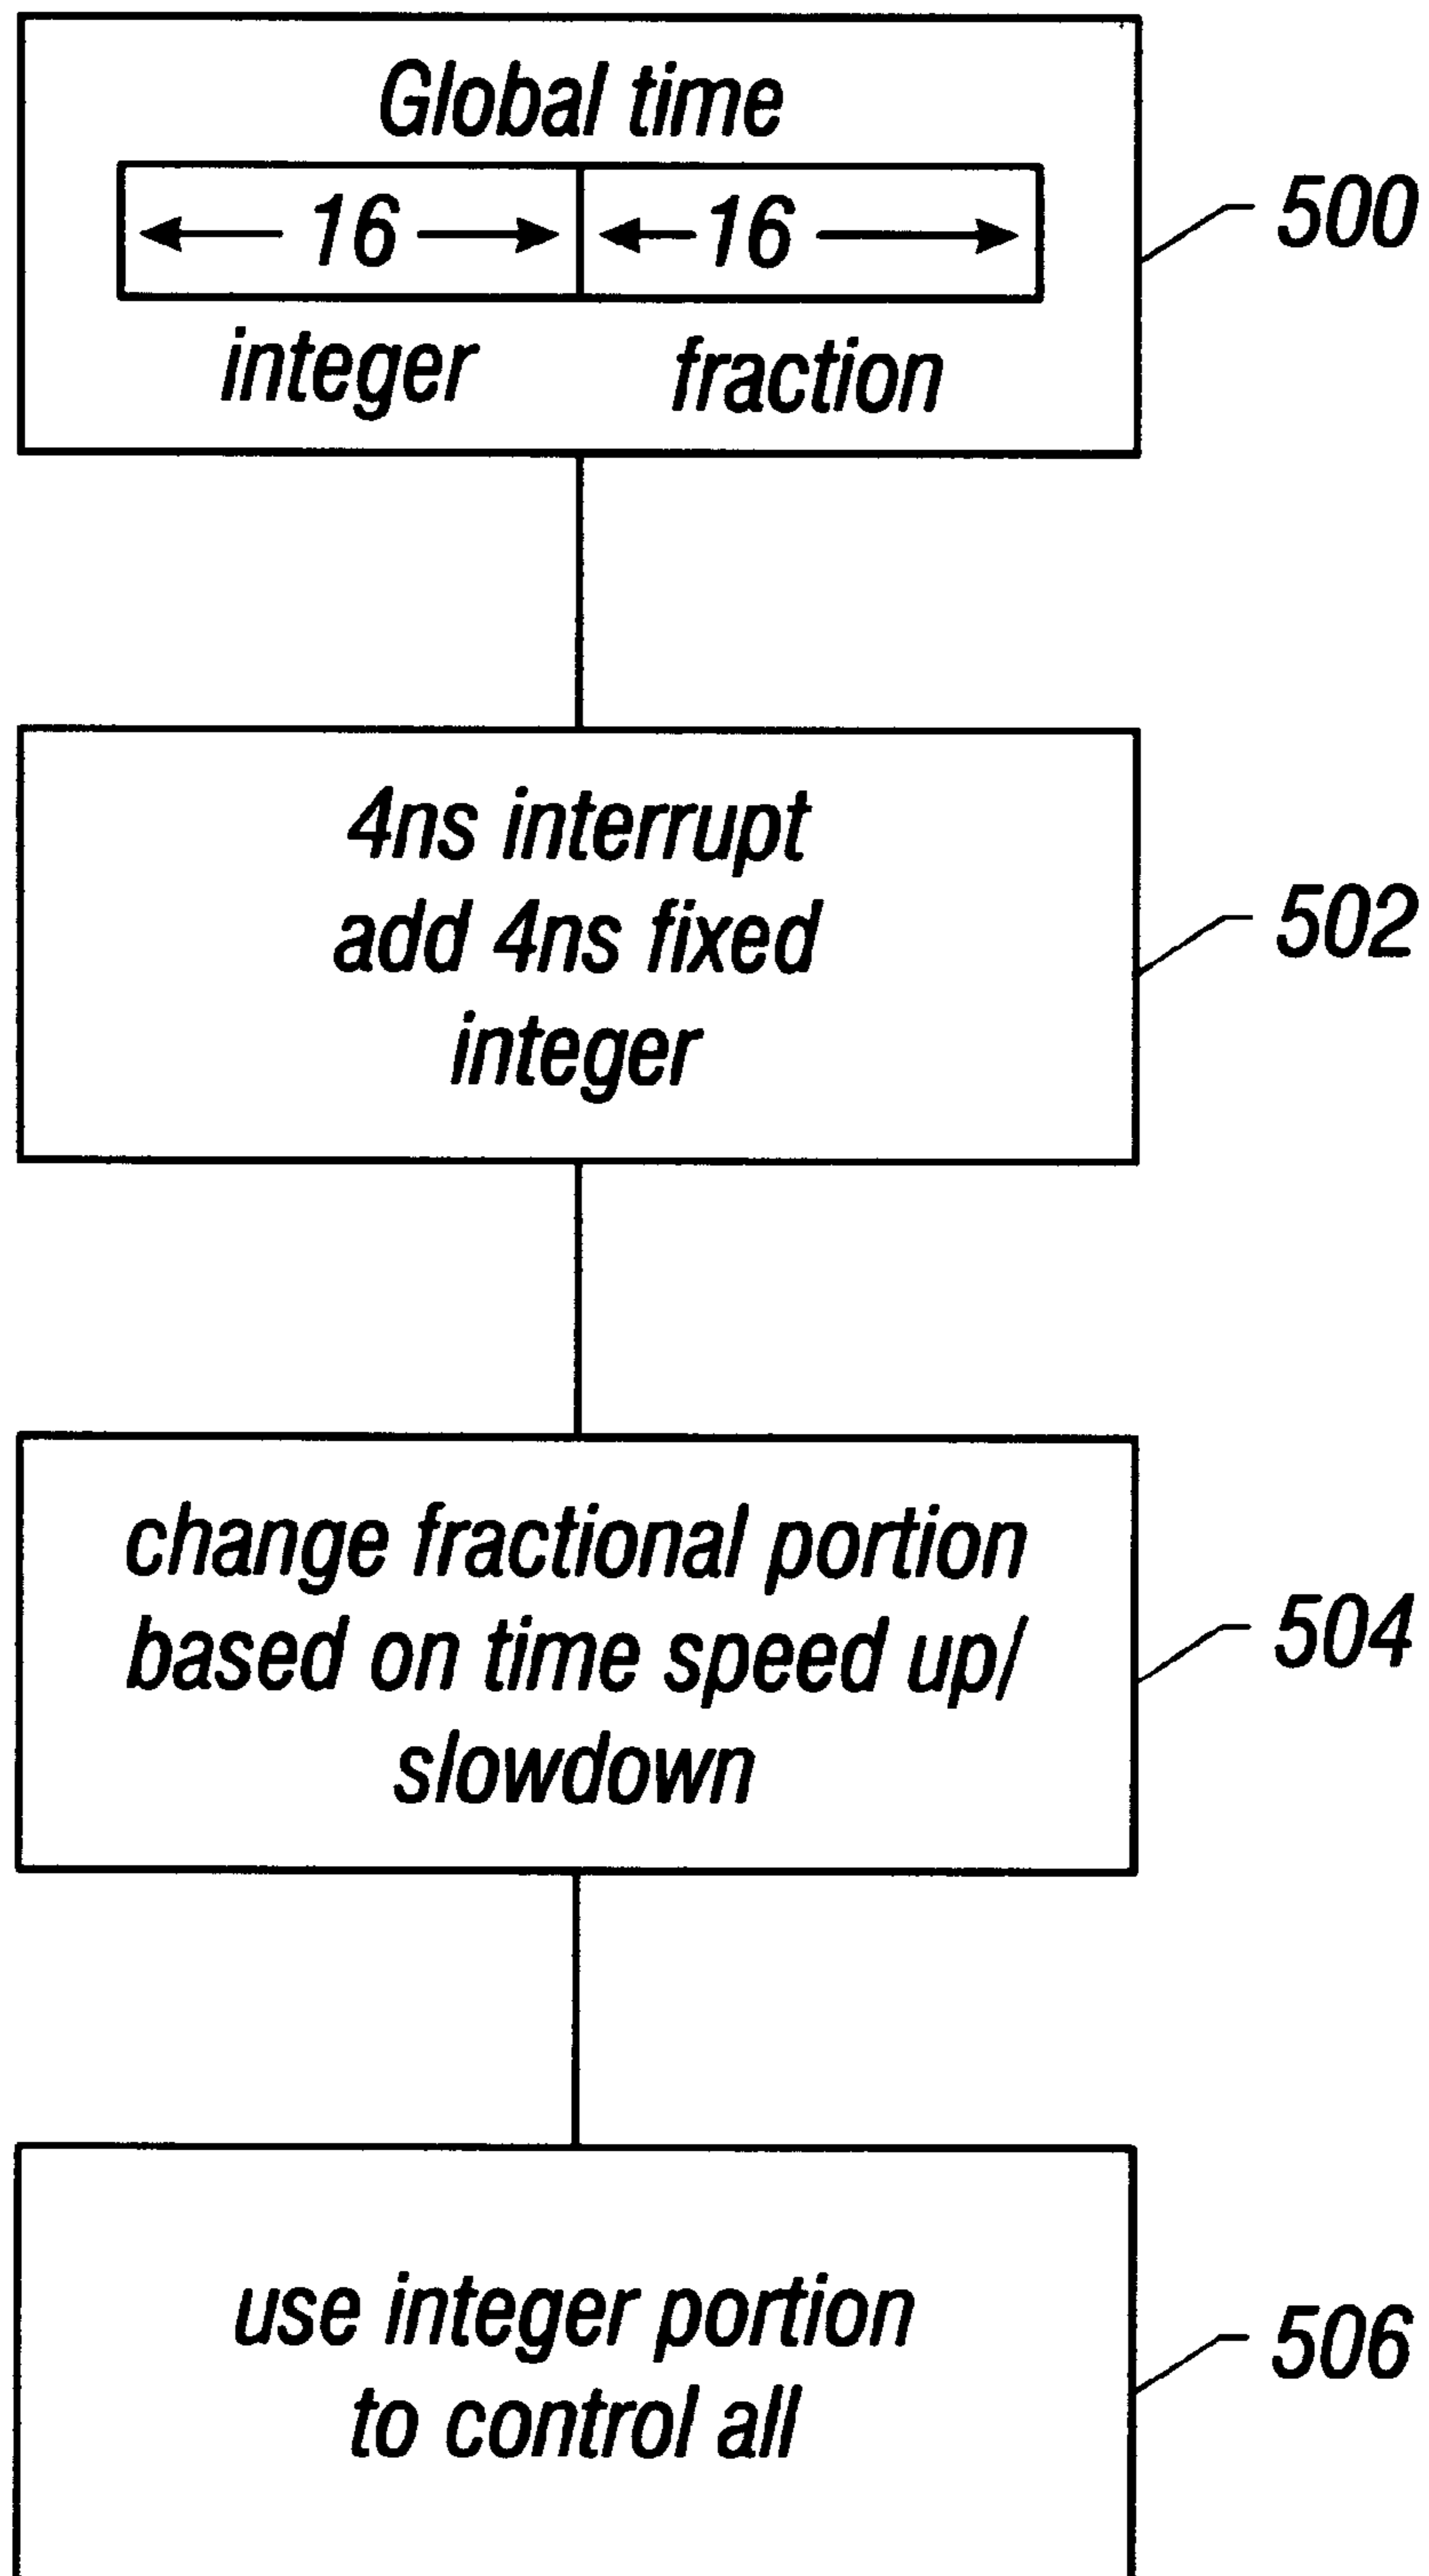 Global time
16 16
integer fraction
500
4ns interrupt
add 4ns fixed
integer
502
change fractional portion
based on time speed up/
slowdown
504
use integer portion
to control all
506